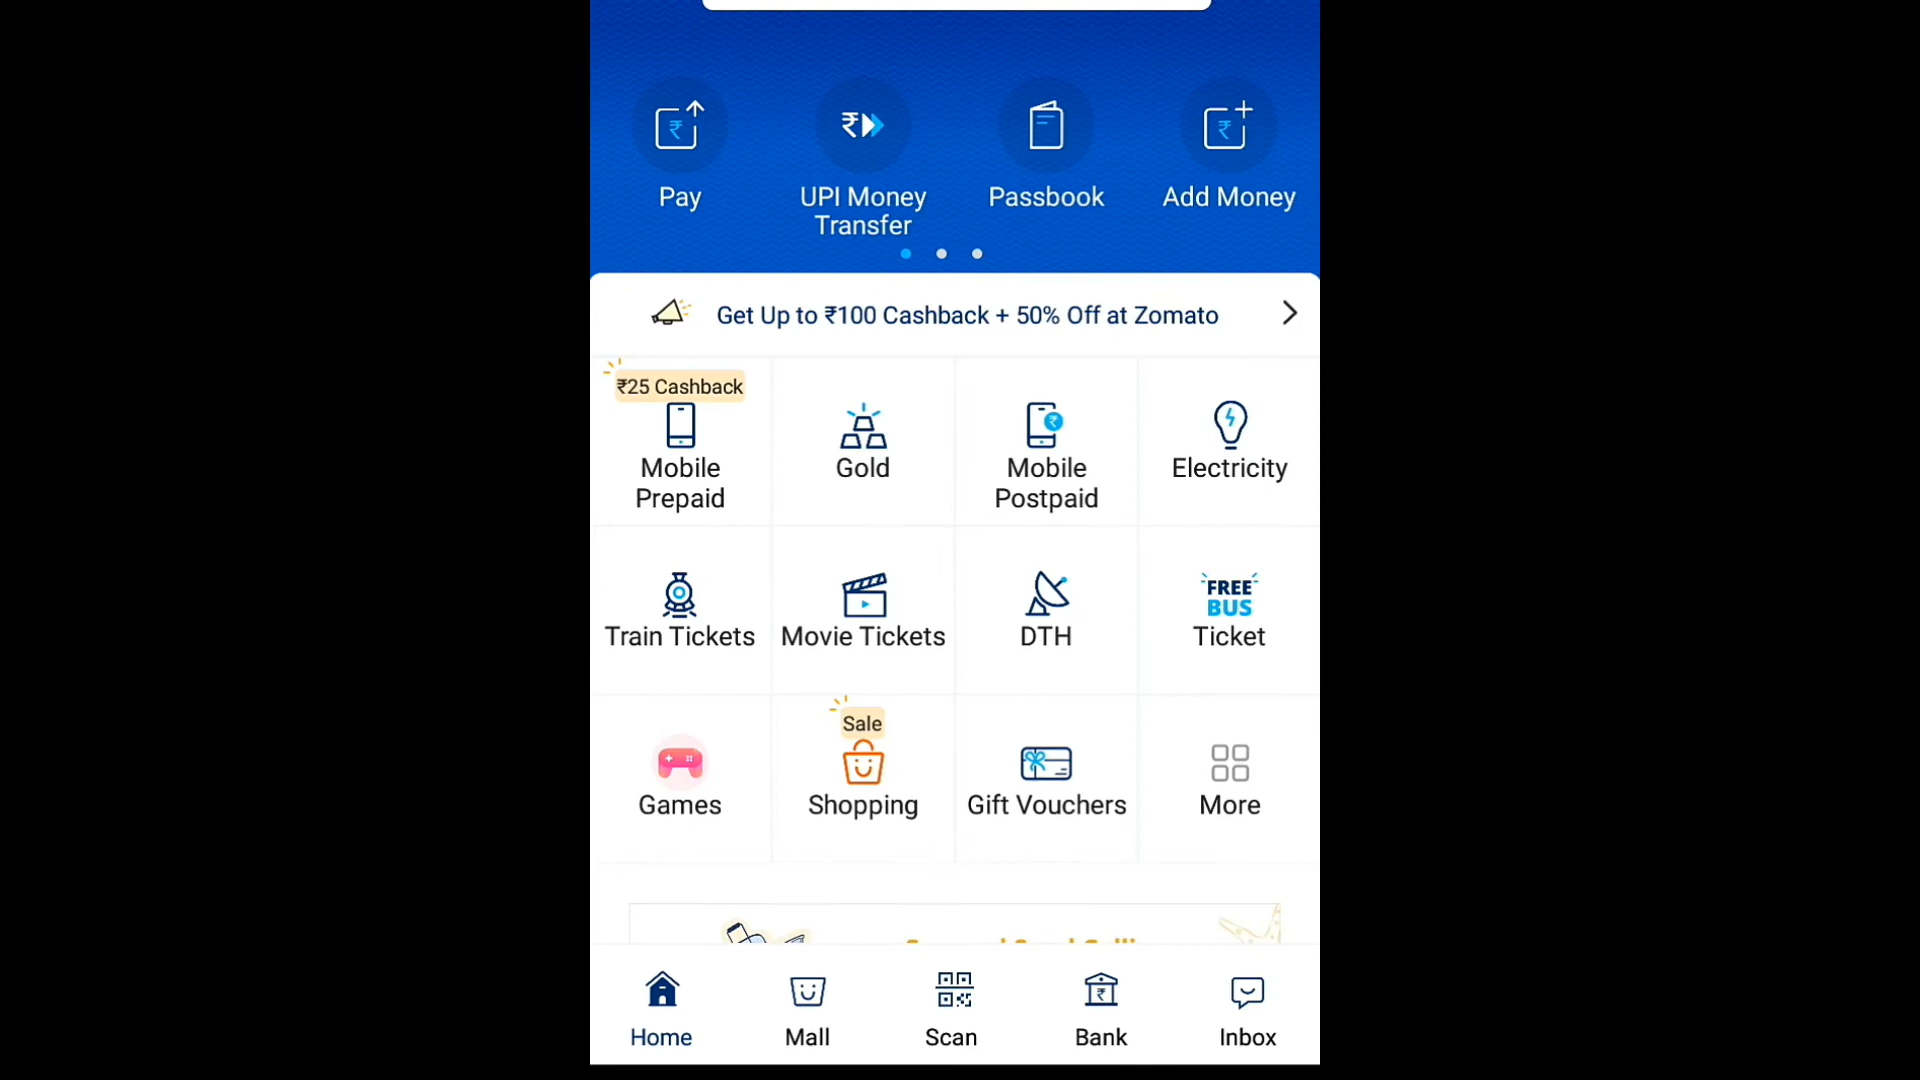 Pay
UPI Money
Transfer
Passbook
Add Money
Get Up to ₹100 Cashback + 50% Off at Zomato
₹25 Cashback
Mobile
Prepaid
Gold
Mobile
Postpaid
Electricity
Train Tickets
Movie Tickets
DTH
FREE
BUS
Ticket
Games
Sale
Shopping
Gift Vouchers
More
Home
Mall
Scan
Bank
Inbox